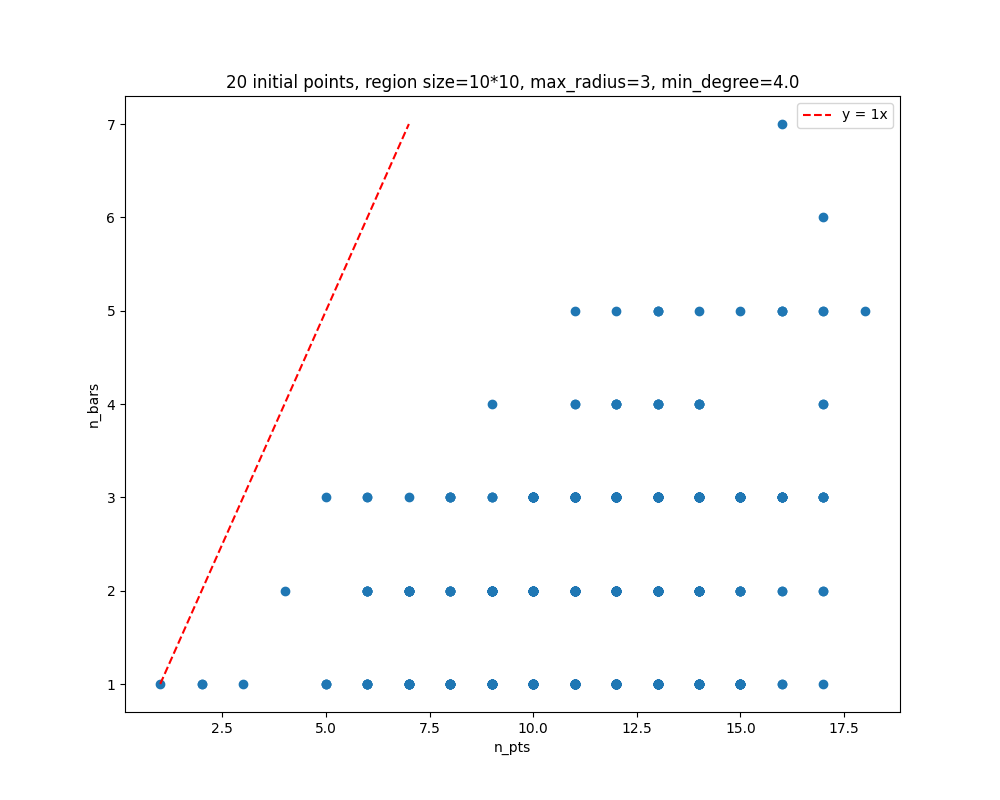 20 initial points, region size=10*10, max_radius=3, min_degree=4.0
y = 1x
n_bars
7
6
5
4
3
2
1
2.5 5.0 7.5 10.0 12.5 15.0 17.5
n_pts